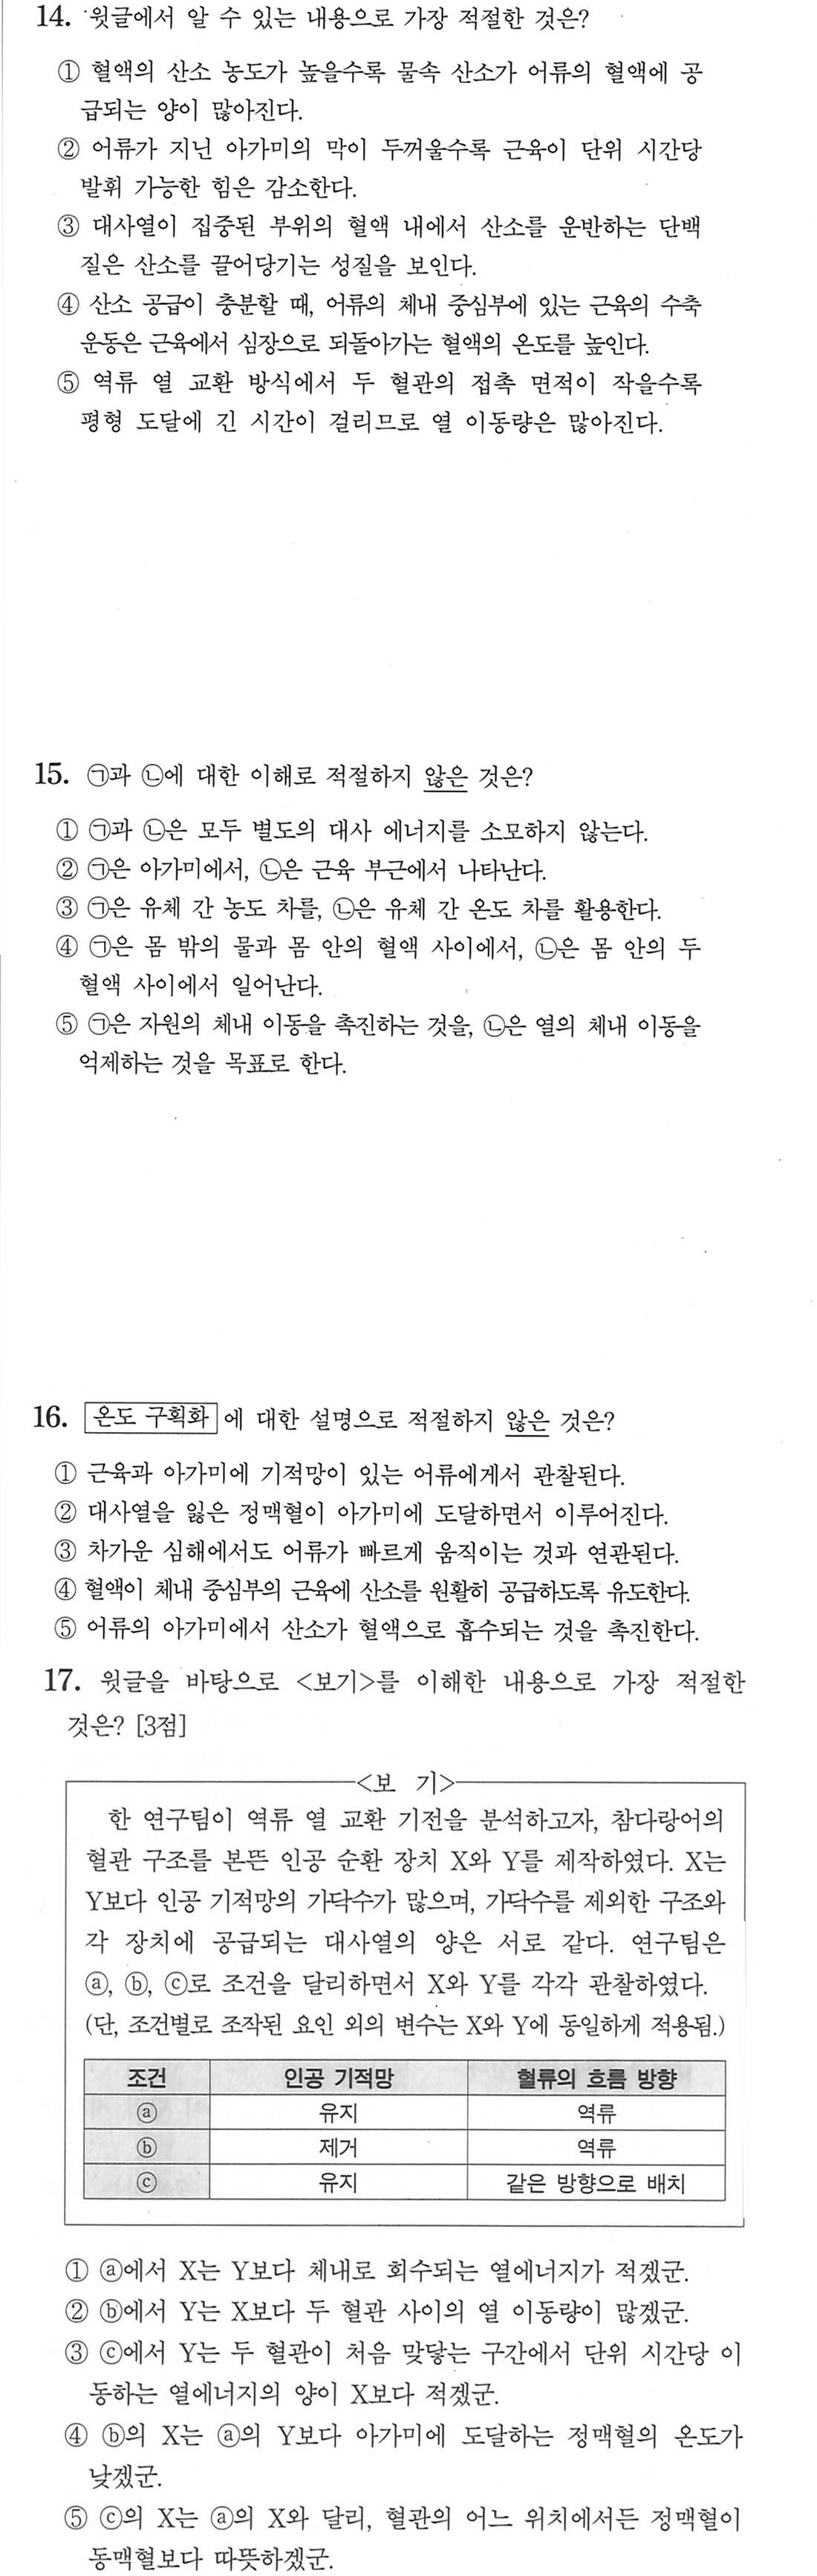 14. 윗글에서 알 수 있는 내용으로 가장 적절한 것은?
① 혈액의 산소 농도가 높을수록 물속 산소가 어류의 혈액에 공
급되는 양이 많아진다.
② 어류가 지닌 아가미의 막이 두꺼울수록 근육이 단위 시간당
발휘 가능한 힘은 감소한다.
③ 대사열이 집중된 부위의 혈액 내에서 산소를 운반하는 단백
질은 산소를 끌어당기는 성질을 보인다.
④ 산소 공급이 충분할 때, 어류의 체내 중심부에 있는 근육의 수축
운동은 근육에서 심장으로 되돌아가는 혈액의 온도를 높인다.
⑤ 역류 열 교환 방식에서 두 혈관의 접촉 면적이 작을수록
평형 도달에 긴 시간이 걸리므로 열 이동량은 많아진다.
15. ㉠과 ㉡에 대한 이해로 적절하지 않은 것은?
① ㉠과 ㉡은 모두 별도의 대사 에너지를 소모하지 않는다.
② ㉠은 아가미에서, ㉡은 근육 부근에서 나타난다.
③ ㉠은 유체 간 농도 차를, ㉡은 유체 간 온도 차를 활용한다.
④ ㉠은 몸 밖의 물과 몸 안의 혈액 사이에서, ㉡은 몸 안의 두
혈액 사이에서 일어난다.
⑤ ㉠은 자원의 체내 이동을 촉진하는 것을, ㉡은 열의 체내 이동을
억제하는 것을 목표로 한다.
16. 온도 구획화 에 대한 설명으로 적절하지 않은 것은?
① 근육과 아가미에 기적망이 있는 어류에게서 관찰된다.
② 대사열을 잃은 정맥혈이 아가미에 도달하면서 이루어진다.
③ 차가운 심해에서도 어류가 빠르게 움직이는 것과 연관된다.
④ 혈액이 체내 중심부의 근육에 산소를 원활히 공급하도록 유도한다.
⑤ 어류의 아가미에서 산소가 혈액으로 흡수되는 것을 촉진한다.
17. 윗글을 바탕으로 <보기>를 이해한 내용으로 가장 적절한
것은? [3점]
<보 기>
한 연구팀이 역류 열 교환 기전을 분석하고자, 참다랑어의
혈관 구조를 본뜬 인공 순환 장치 X와 Y를 제작하였다. X는
Y보다 인공 기적망의 가닥수가 많으며, 가닥수를 제외한 구조와
각 장치에 공급되는 대사열의 양은 서로 같다. 연구팀은
ⓐ, ⓑ, ⓒ로 조건을 달리하면서 X와 Y를 각각 관찰하였다.
(단, 조건별로 조작된 요인 외의 변수는 X와 Y에 동일하게 적용됨.)
조건 인공 기적망 혈류의 흐름 방향
ⓐ 유지 역류
ⓑ 제거 역류
ⓒ 유지 같은 방향으로 배치
① ⓐ에서 X는 Y보다 체내로 회수되는 열에너지가 적겠군.
② ⓑ에서 Y는 X보다 두 혈관 사이의 열 이동량이 많겠군.
③ ⓒ에서 Y는 두 혈관이 처음 맞닿는 구간에서 단위 시간당 이
동하는 열에너지의 양이 X보다 적겠군.
④ ⓑ의 X는 ⓐ의 Y보다 아가미에 도달하는 정맥혈의 온도가
낮겠군.
⑤ ⓒ의 X는 ⓐ의 X와 달리, 혈관의 어느 위치에서든 정맥혈이
동맥혈보다 따뜻하겠군.